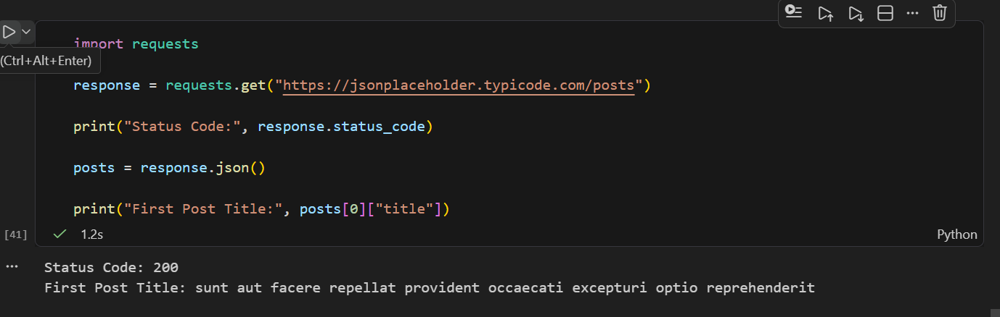 import requests
(Ctrl+Alt+Enter)
response = requests.get("https://jsonplaceholder.typicode.com/posts")
print("Status Code:", response.status_code)
posts = response.json()
print("First Post Title:", posts[0]["title"])
[41]
1.2s
Python
Status Code: 200
First Post Title: sunt aut facere repellat provident occaecati excepturi optio reprehenderit